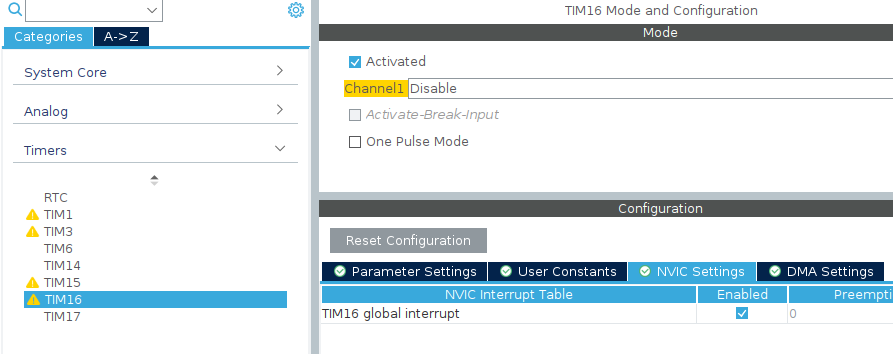 TIM16 Mode and Configuration
Categories A->Z
Mode
System Core
Analog
Timers
RTC
TIM1
TIM3
TIM6
TIM14
TIM15
TIM16
TIM17
Activated
Channel1 Disable
Activate-Break-Input
One Pulse Mode
Configuration
Reset Configuration
Parameter Settings User Constants NVIC Settings DMA Settings
NVIC Interrupt Table Enabled Preempti
TIM16 global interrupt 0